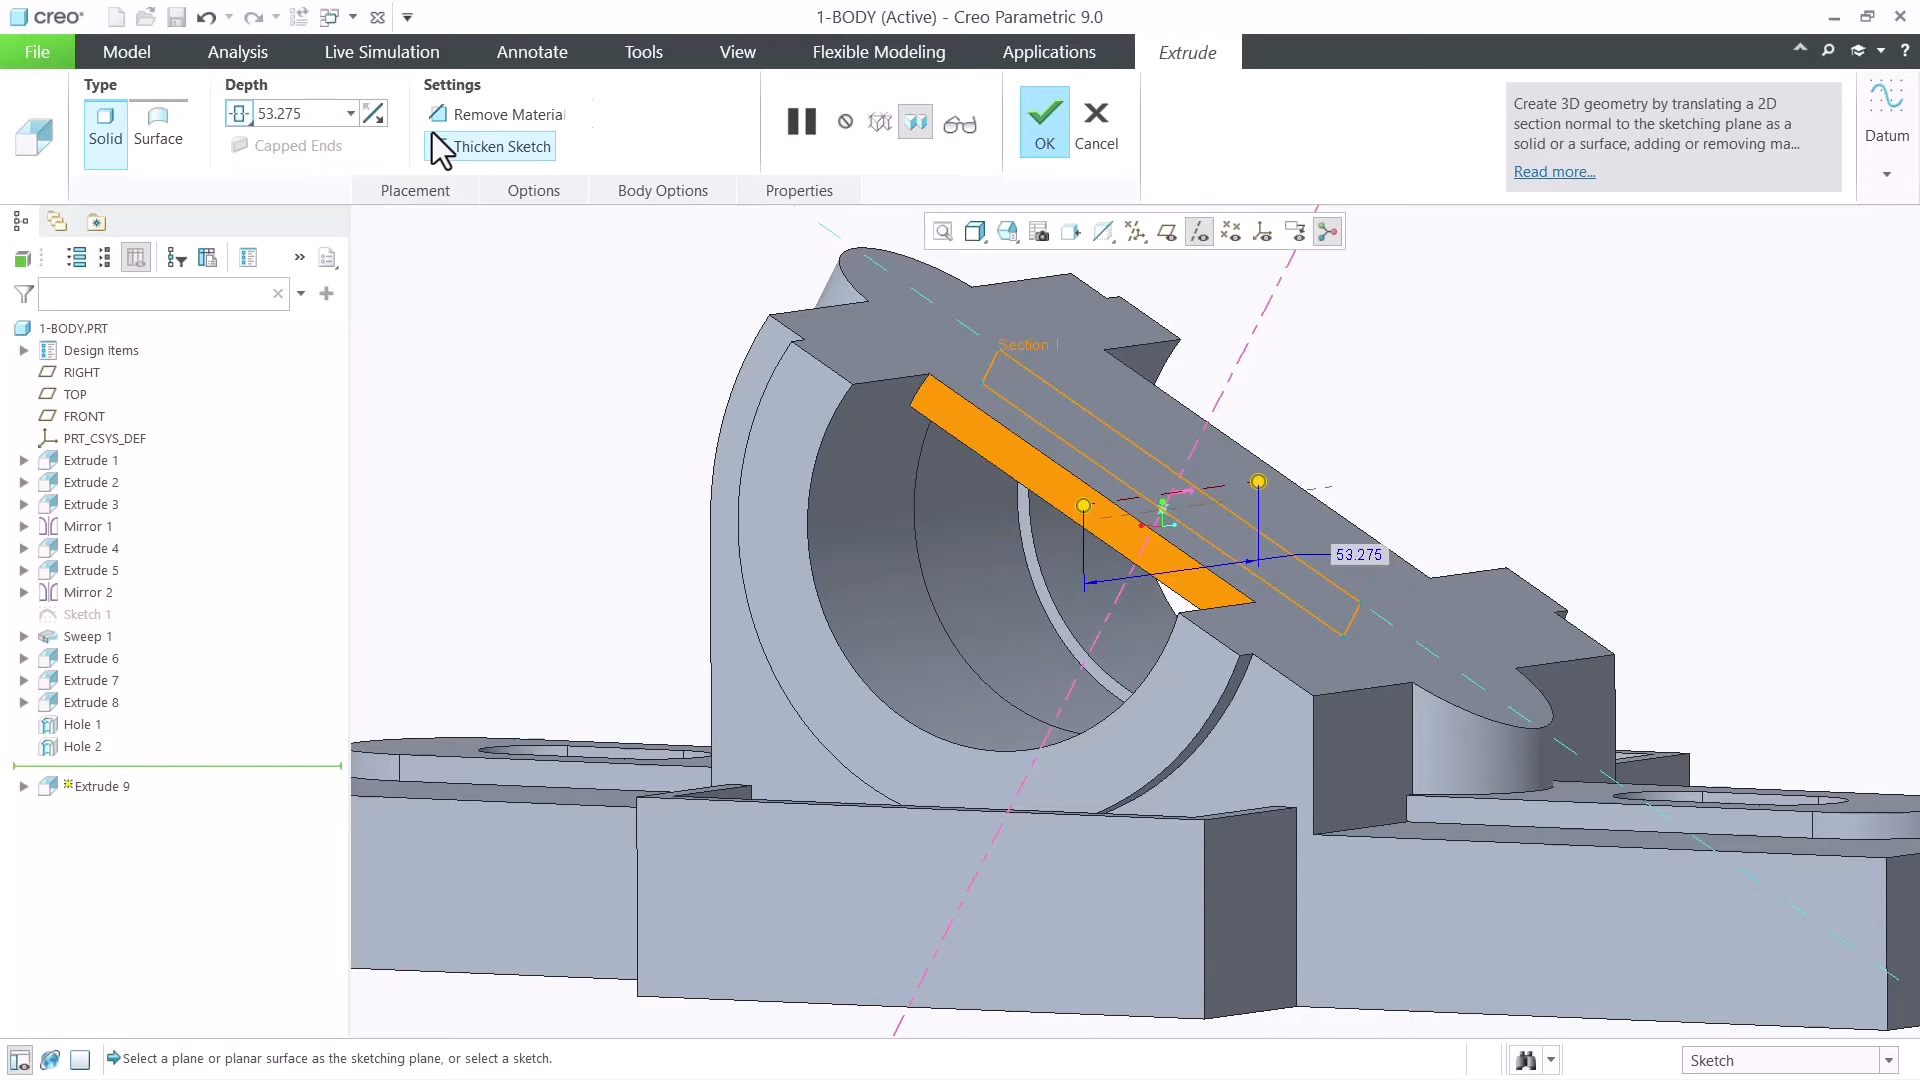 creo
1-BODY (Active) - Creo Parametric 9.0
File Model Analysis Live Simulation Annotate Tools View Flexible Modeling Applications Extrude
Type Depth Settings
53.275
Remove Material
Solid Surface
Capped Ends
Thicken Sketch
OK Cancel
Create 3D geometry by translating a 2D
section normal to the sketching plane as a
solid or a surface, adding or removing ma...
Read more...
Datum
Placement Options Body Options Properties
1-BODY.PRT
Design Items
RIGHT
TOP
FRONT
PRT_CSYS_DEF
Extrude 1
Extrude 2
Extrude 3
Mirror 1
Extrude 4
Extrude 5
Mirror 2
Sketch 1
Sweep 1
Extrude 6
Extrude 7
Extrude 8
Hole 1
Hole 2
Extrude 9
Section 1
53.275
Select a plane or planar surface as the sketching plane, or select a sketch.
Sketch